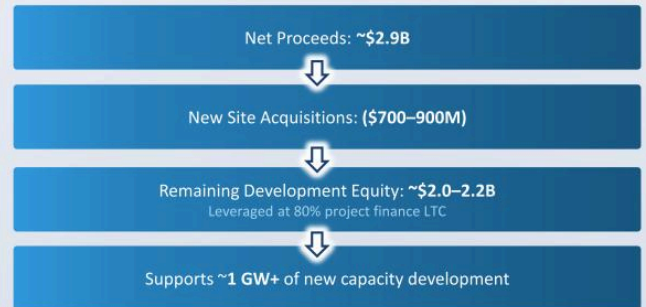 Net Proceeds: ~$2.9B
New Site Acquisitions: ($700–900M)
Remaining Development Equity: ~$2.0–2.2B
Leveraged at 80% project finance LTC
Supports ~1 GW+ of new capacity development